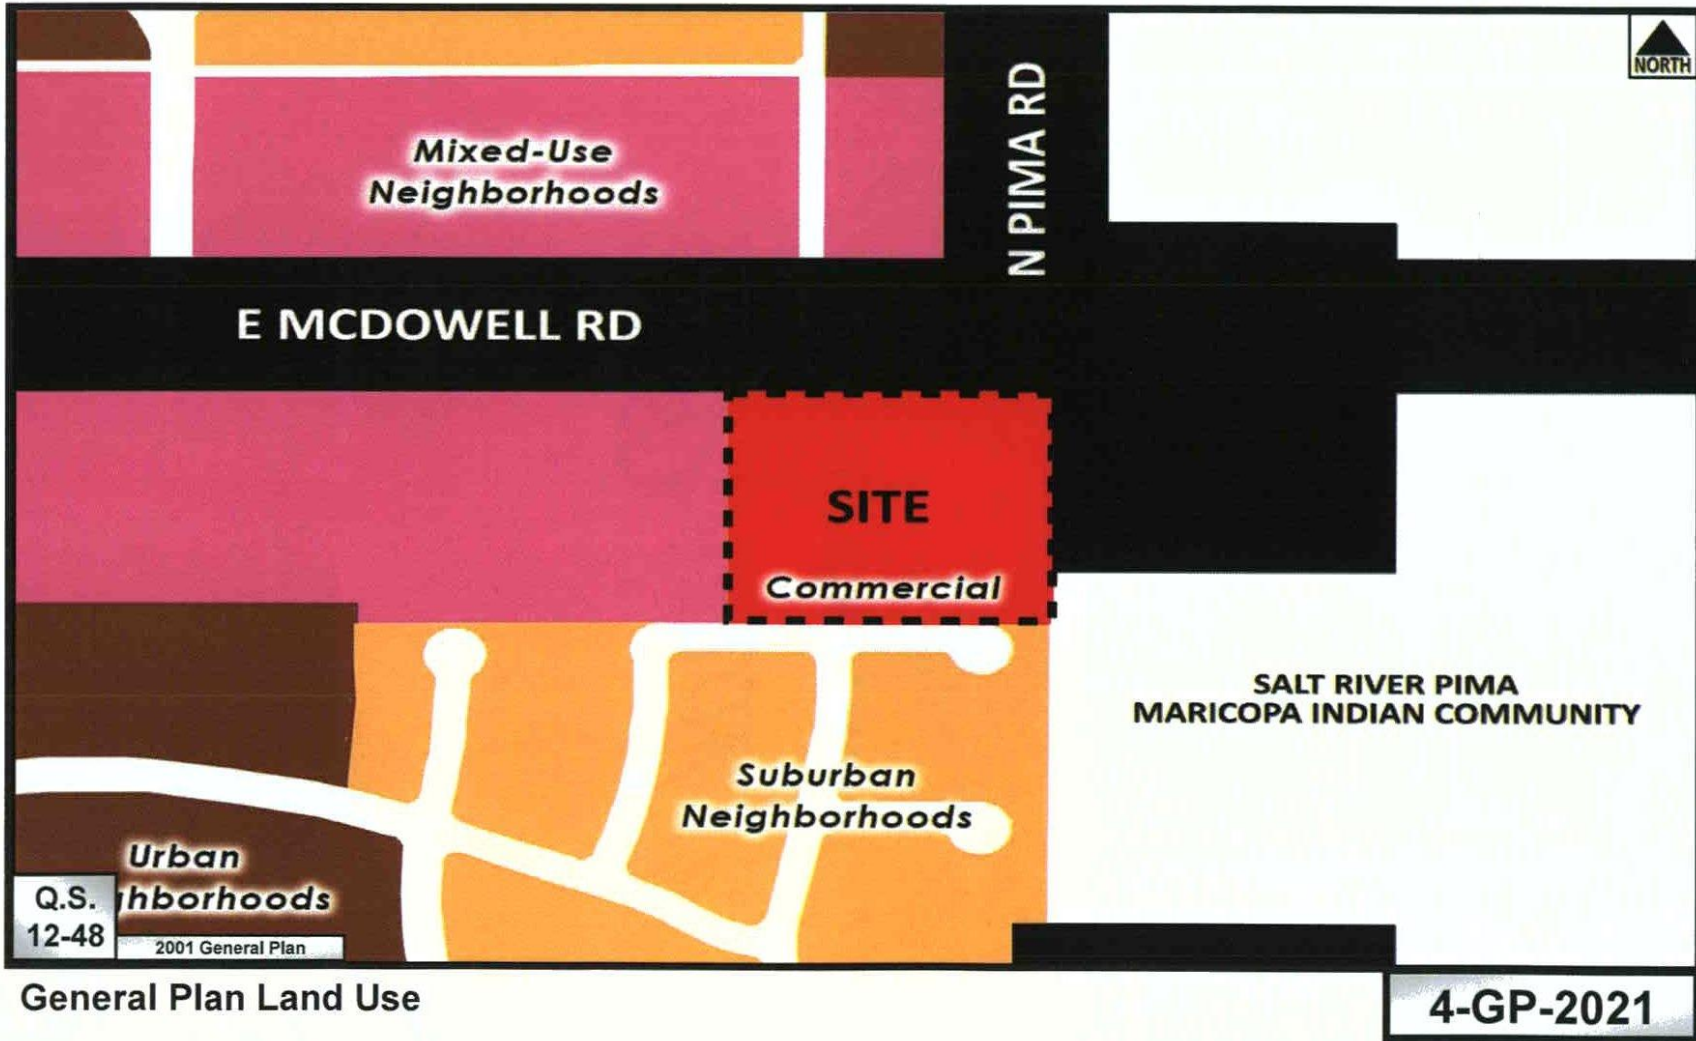 NORTH
Mixed-Use
Neighborhoods
N PIMA RD
E MCDOWELL RD
SITE
Commercial
SALT RIVER PIMA
MARICOPA INDIAN COMMUNITY
Suburban
Neighborhoods
Urban
ghborhoods
Q.S.
12-48
2001 General Plan
General Plan Land Use
4-GP-2021